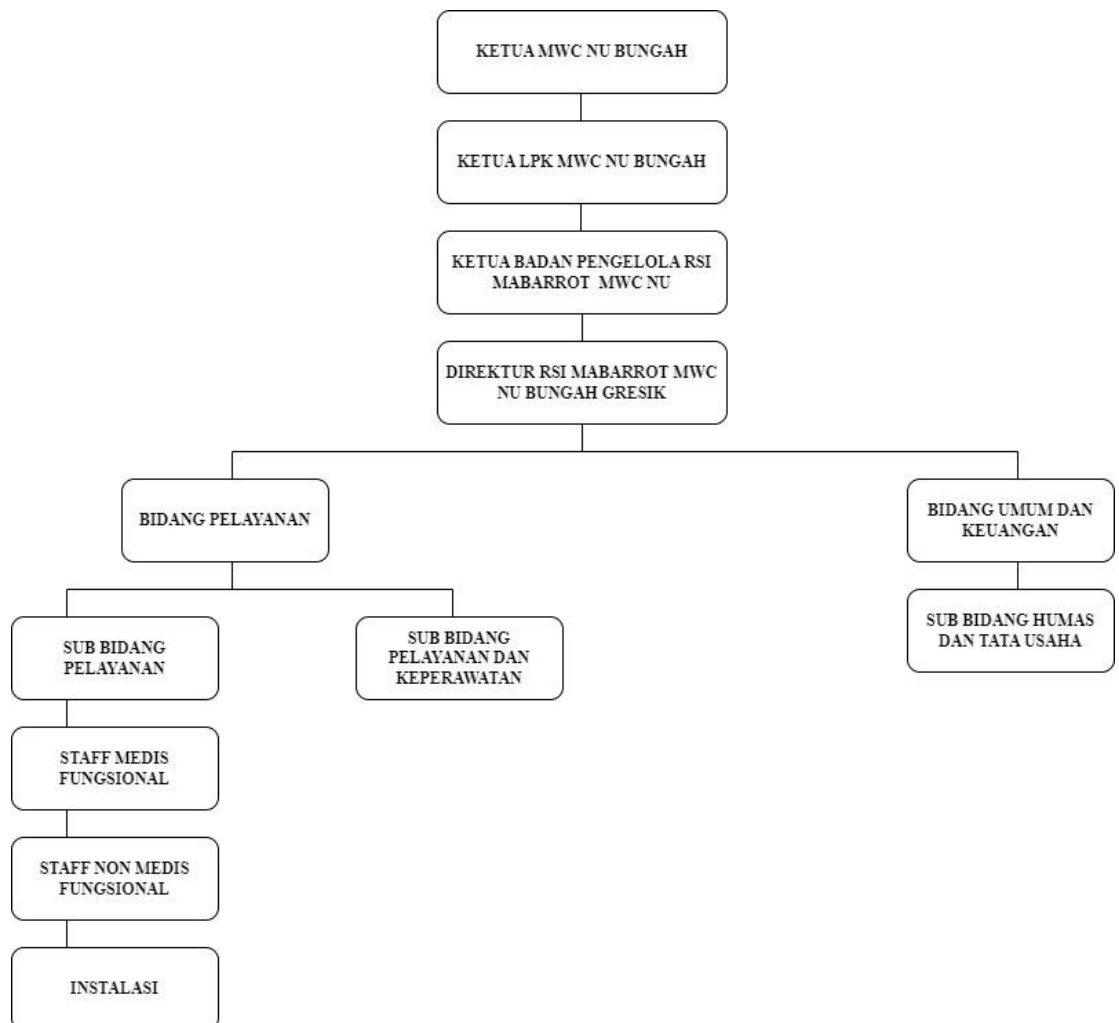 KETUA MWC NU BUNGAH
KETUA LPK MWC NU BUNGAH
KETUA BADAN PENGELOLA RSI
MABARROT MWC NU
DIREKTUR RSI MABARROT MWC
NU BUNGAH GRESIK
BIDANG PELAYANAN
BIDANG UMUM DAN
KEUANGAN
SUB BIDANG
PELAYANAN
SUB BIDANG
PELAYANAN DAN
KEPERAWATAN
SUB BIDANG HUMAS
DAN TATA USAHA
STAFF MEDIS
FUNGSIONAL
STAFF NON MEDIS
FUNGSIONAL
INSTALASI